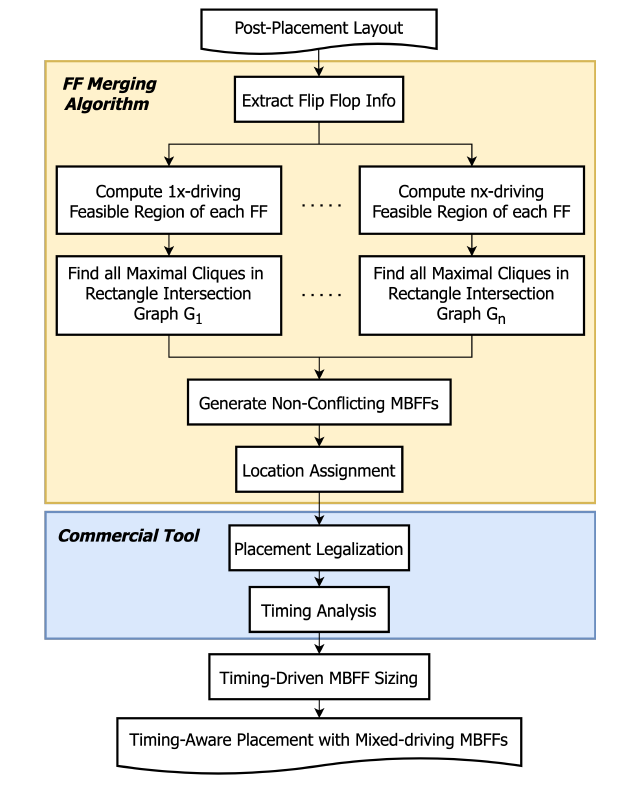 Post-Placement Layout
FF Merging
Algorithm
Extract Flip Flop Info
Compute 1x-driving
Feasible Region of each FF
.....
Compute nx-driving
Feasible Region of each FF
Find all Maximal Cliques in
Rectangle Intersection
Graph G1
.....
Find all Maximal Cliques in
Rectangle Intersection
Graph Gn
Generate Non-Conflicting MBFFs
Location Assignment
Commercial Tool
Placement Legalization
Timing Analysis
Timing-Driven MBFF Sizing
Timing-Aware Placement with Mixed-driving MBFFs